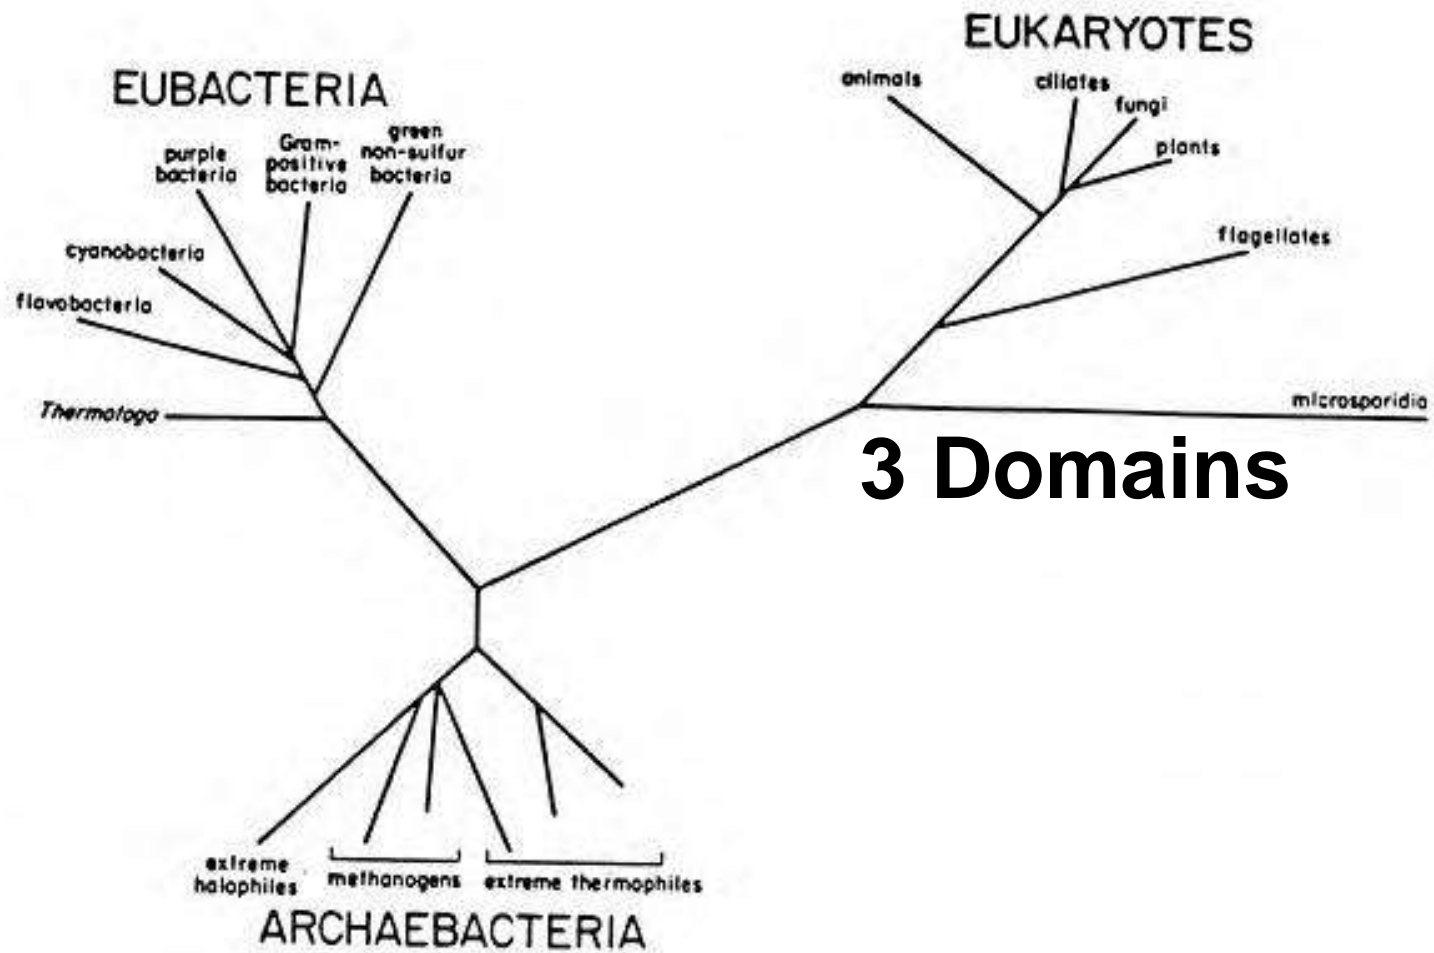 EUKARYOTES
EUBACTERIA
animals
ciliates
fungi
plants
flagellates
microsporidia
purple
bacteria
Gram-
positive
bacteria
green
non-sulfur
bacteria
cyanobacteria
flavobacteria
Thermotoga
3 Domains
extreme
halophiles
methanogens
extreme thermophiles
ARCHAEBACTERIA